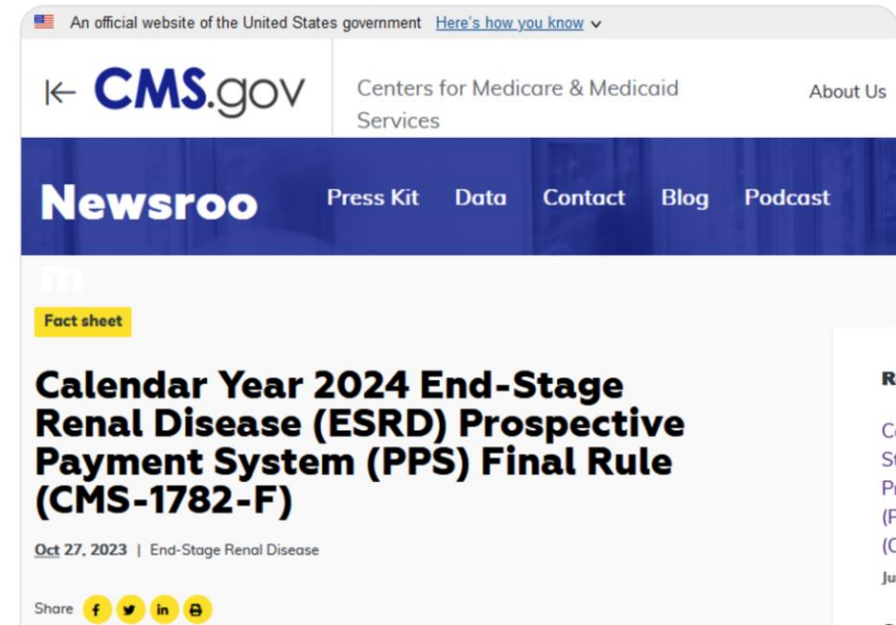 An official website of the United States government Here's how you know
CMS.gov
Centers for Medicare & Medicaid
Services
About Us
Newsroo
m
Press Kit Data Contact Blog Podcast
Fact sheet
Calendar Year 2024 End-Stage
Renal Disease (ESRD) Prospective
Payment System (PPS) Final Rule
(CMS-1782-F)
Oct 27, 2023 | End-Stage Renal Disease
Share